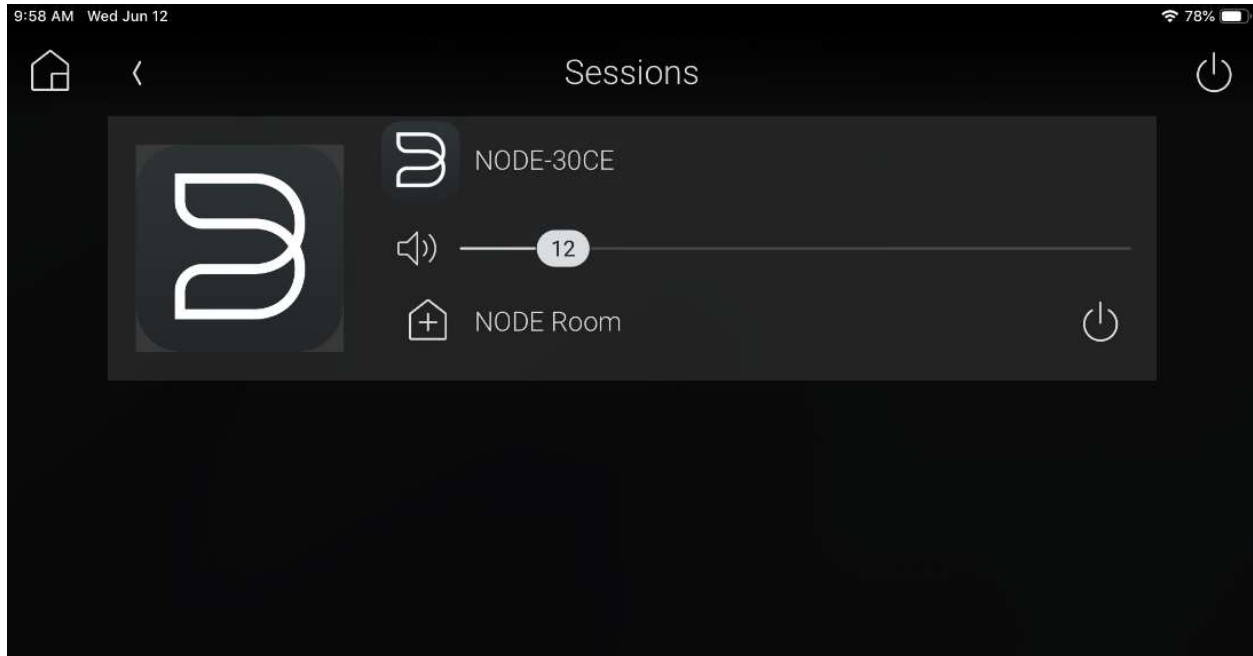 9:58 AM Wed Jun 12 78%
Sessions
NODE-30CE
12
NODE Room